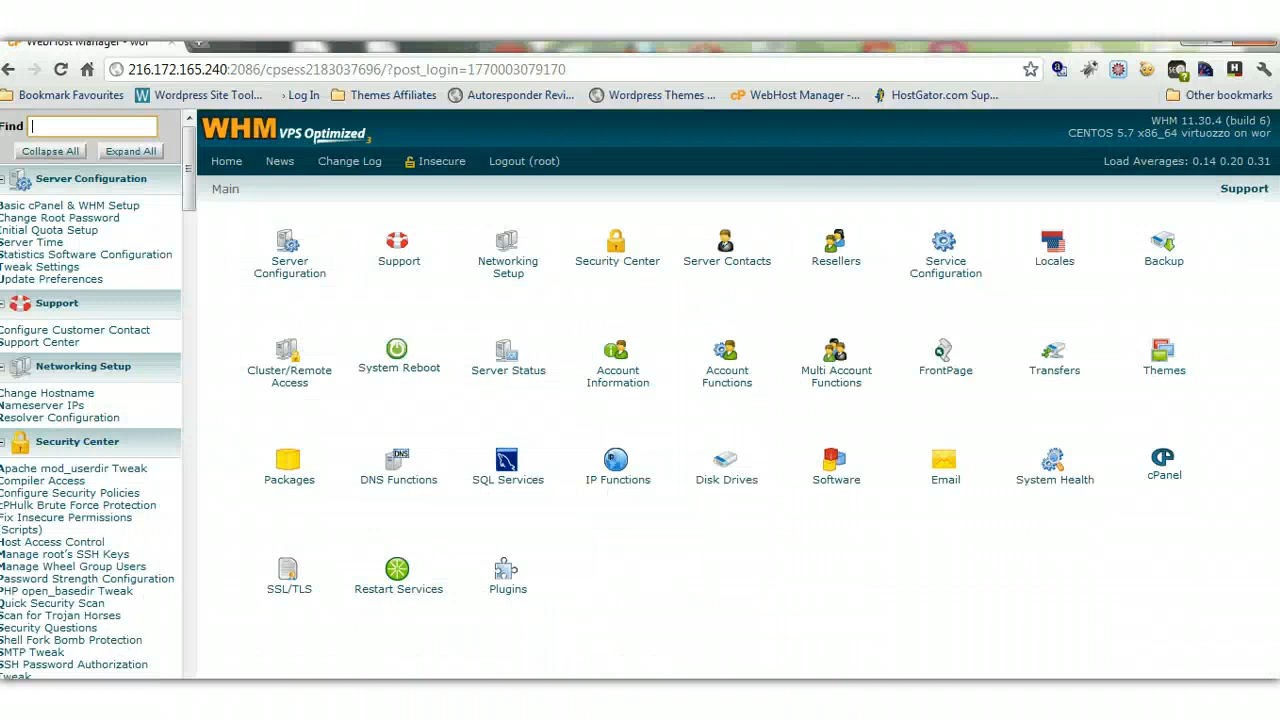 WebHost Manager - wor
216.172.165.240:2086/cpsess2183037696/?post_login=1770003079170
Bookmark Favourites
Wordpress Site Tool...
Log In
Themes Affiliates
Autoresponder Revi...
Wordpress Themes ...
WebHost Manager -...
HostGator.com Sup...
Other bookmarks
Find
Collapse All
Expand All
Server Configuration
Basic cPanel & WHM Setup
Change Root Password
Initial Quota Setup
Server Time
Statistics Software Configuration
Tweak Settings
Update Preferences
Support
Configure Customer Contact
Support Center
Networking Setup
Change Hostname
Nameserver IPs
Resolver Configuration
Security Center
Apache mod_userdir Tweak
Compiler Access
Configure Security Policies
cPHulk Brute Force Protection
Fix Insecure Permissions
(Scripts)
Host Access Control
Manage root's SSH Keys
Manage Wheel Group Users
Password Strength Configuration
PHP open_basedir Tweak
Quick Security Scan
Scan for Trojan Horses
Security Questions
Shell Fork Bomb Protection
SMTP Tweak
SSH Password Authorization
Tweak
WHM VPS Optimized 3
WHM 11.30.4 (build 6)
CENTOS 5.7 x86_64 virtuozzo on wor
Home
News
Change Log
Insecure
Logout (root)
Load Averages: 0.14 0.20 0.31
Main
Support
Server
Configuration
Support
Networking
Setup
Security Center
Server Contacts
Resellers
Service
Configuration
Locales
Backup
Cluster/Remote
Access
System Reboot
Server Status
Account
Information
Account
Functions
Multi Account
Functions
FrontPage
Transfers
Themes
Packages
DNS Functions
SQL Services
IP Functions
Disk Drives
Software
Email
System Health
cPanel
SSL/TLS
Restart Services
Plugins